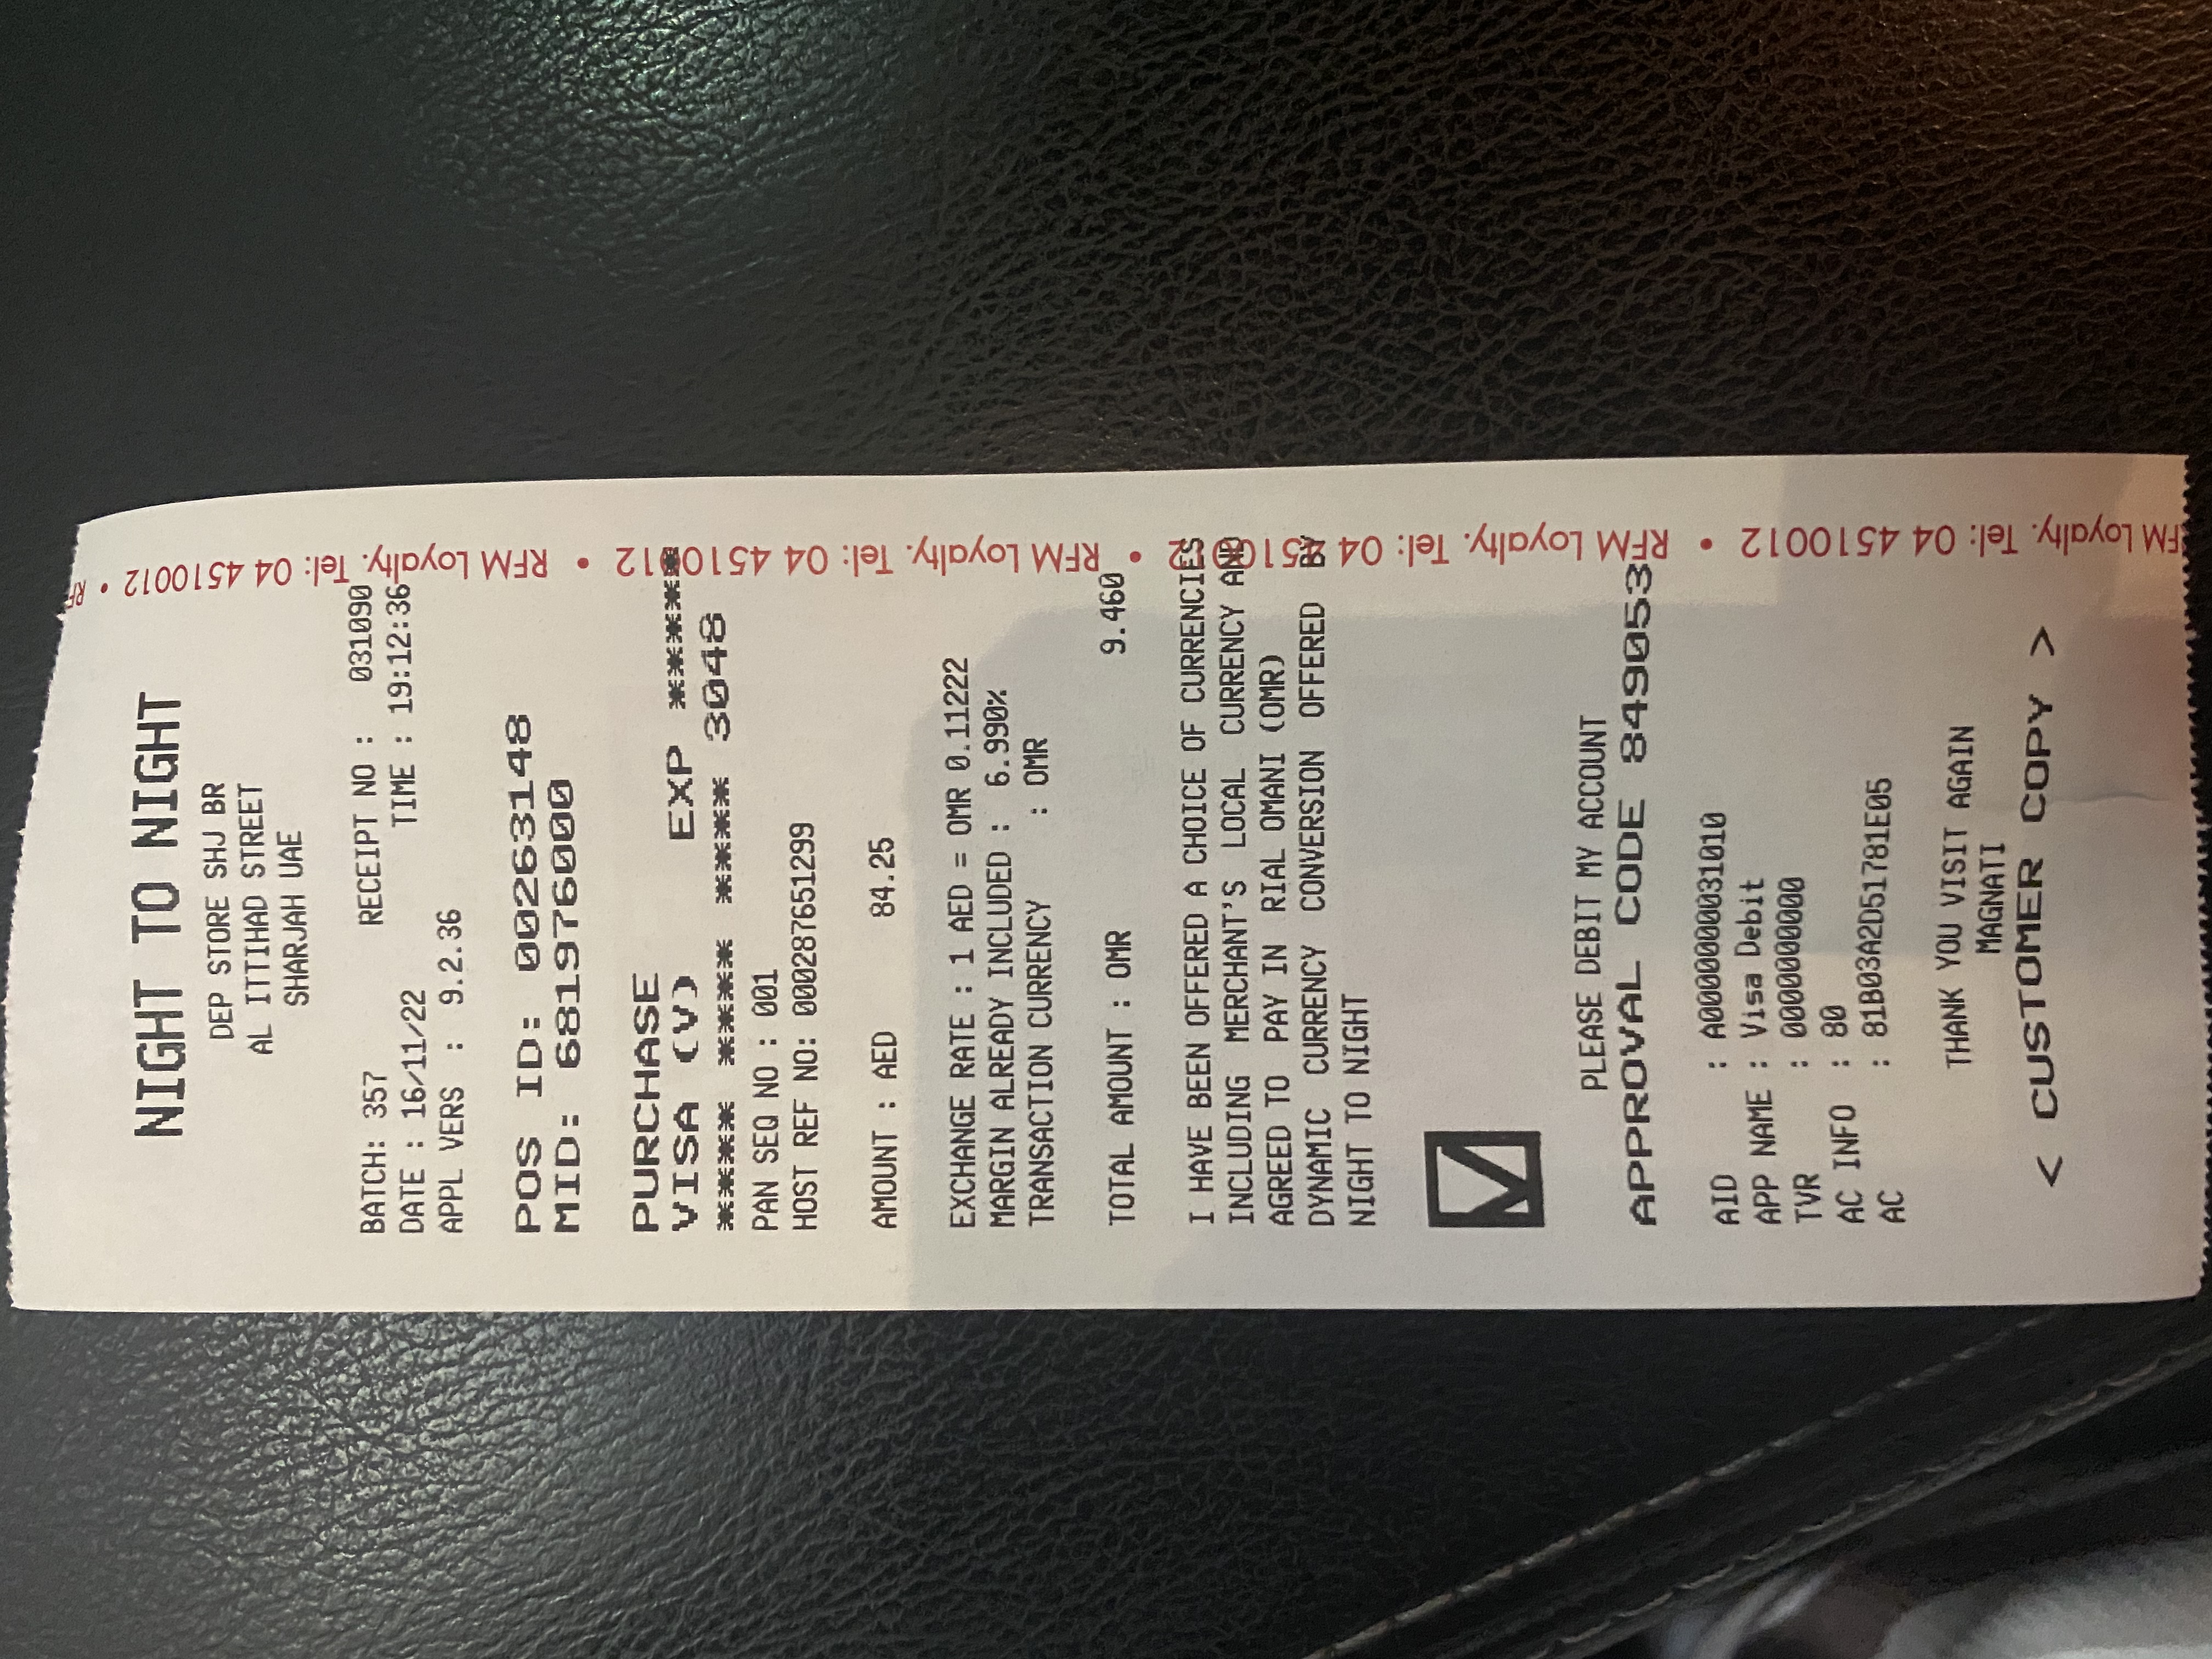 NIGHT TO NIGHT
DEP STORE SHJ BR
AL ITTIHAD STREET
SHARJAH UAE
BATCH: 357 RECEIPT NO : 031090
DATE : 16/11/22 TIME : 19:12:36
APPL VERS : 9.2.36
POS ID: 00263148
MID: 681976000
PURCHASE
VISA (V) EXP ******
***** ***** ****** 3048
PAN SEQ NO : 001
HOST REF NO: 000287651299
AMOUNT : AED 84.25
EXCHANGE RATE : 1 AED = OMR 0.11222
MARGIN ALREADY INCLUDED : 6.990%
TRANSACTION CURRENCY : OMR
TOTAL AMOUNT : OMR 9.460
I HAVE BEEN OFFERED A CHOICE OF CURRENCIES
INCLUDING MERCHANT'S LOCAL CURRENCY AND
AGREED TO PAY IN RIAL OMANI (OMR)
DYNAMIC CURRENCY CONVERSION OFFERED BY
NIGHT TO NIGHT
PLEASE DEBIT MY ACCOUNT
APPROVAL CODE 849053
AID : A0000000031010
APP NAME : Visa Debit
TVR : 0000000000
AC INFO : 80
AC : 81B03A2D51781E05
THANK YOU VISIT AGAIN
MAGNATI
< CUSTOMER COPY >
RFM Loyalty. Tel: 04 4510012 • RFM Loyalty. Tel: 04 4510012 • RFM Loyalty. Tel: 04 4510012 • RFM Loyalty. Tel: 04 4510012 • RF